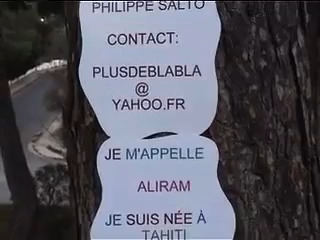 PHILIPPE SALTO
CONTACT:
PLUSDEBLABLA
@
YAHOO.FR
JE M'APPELLE
ALIRAM
JE SUIS NÉE À
TAHITI